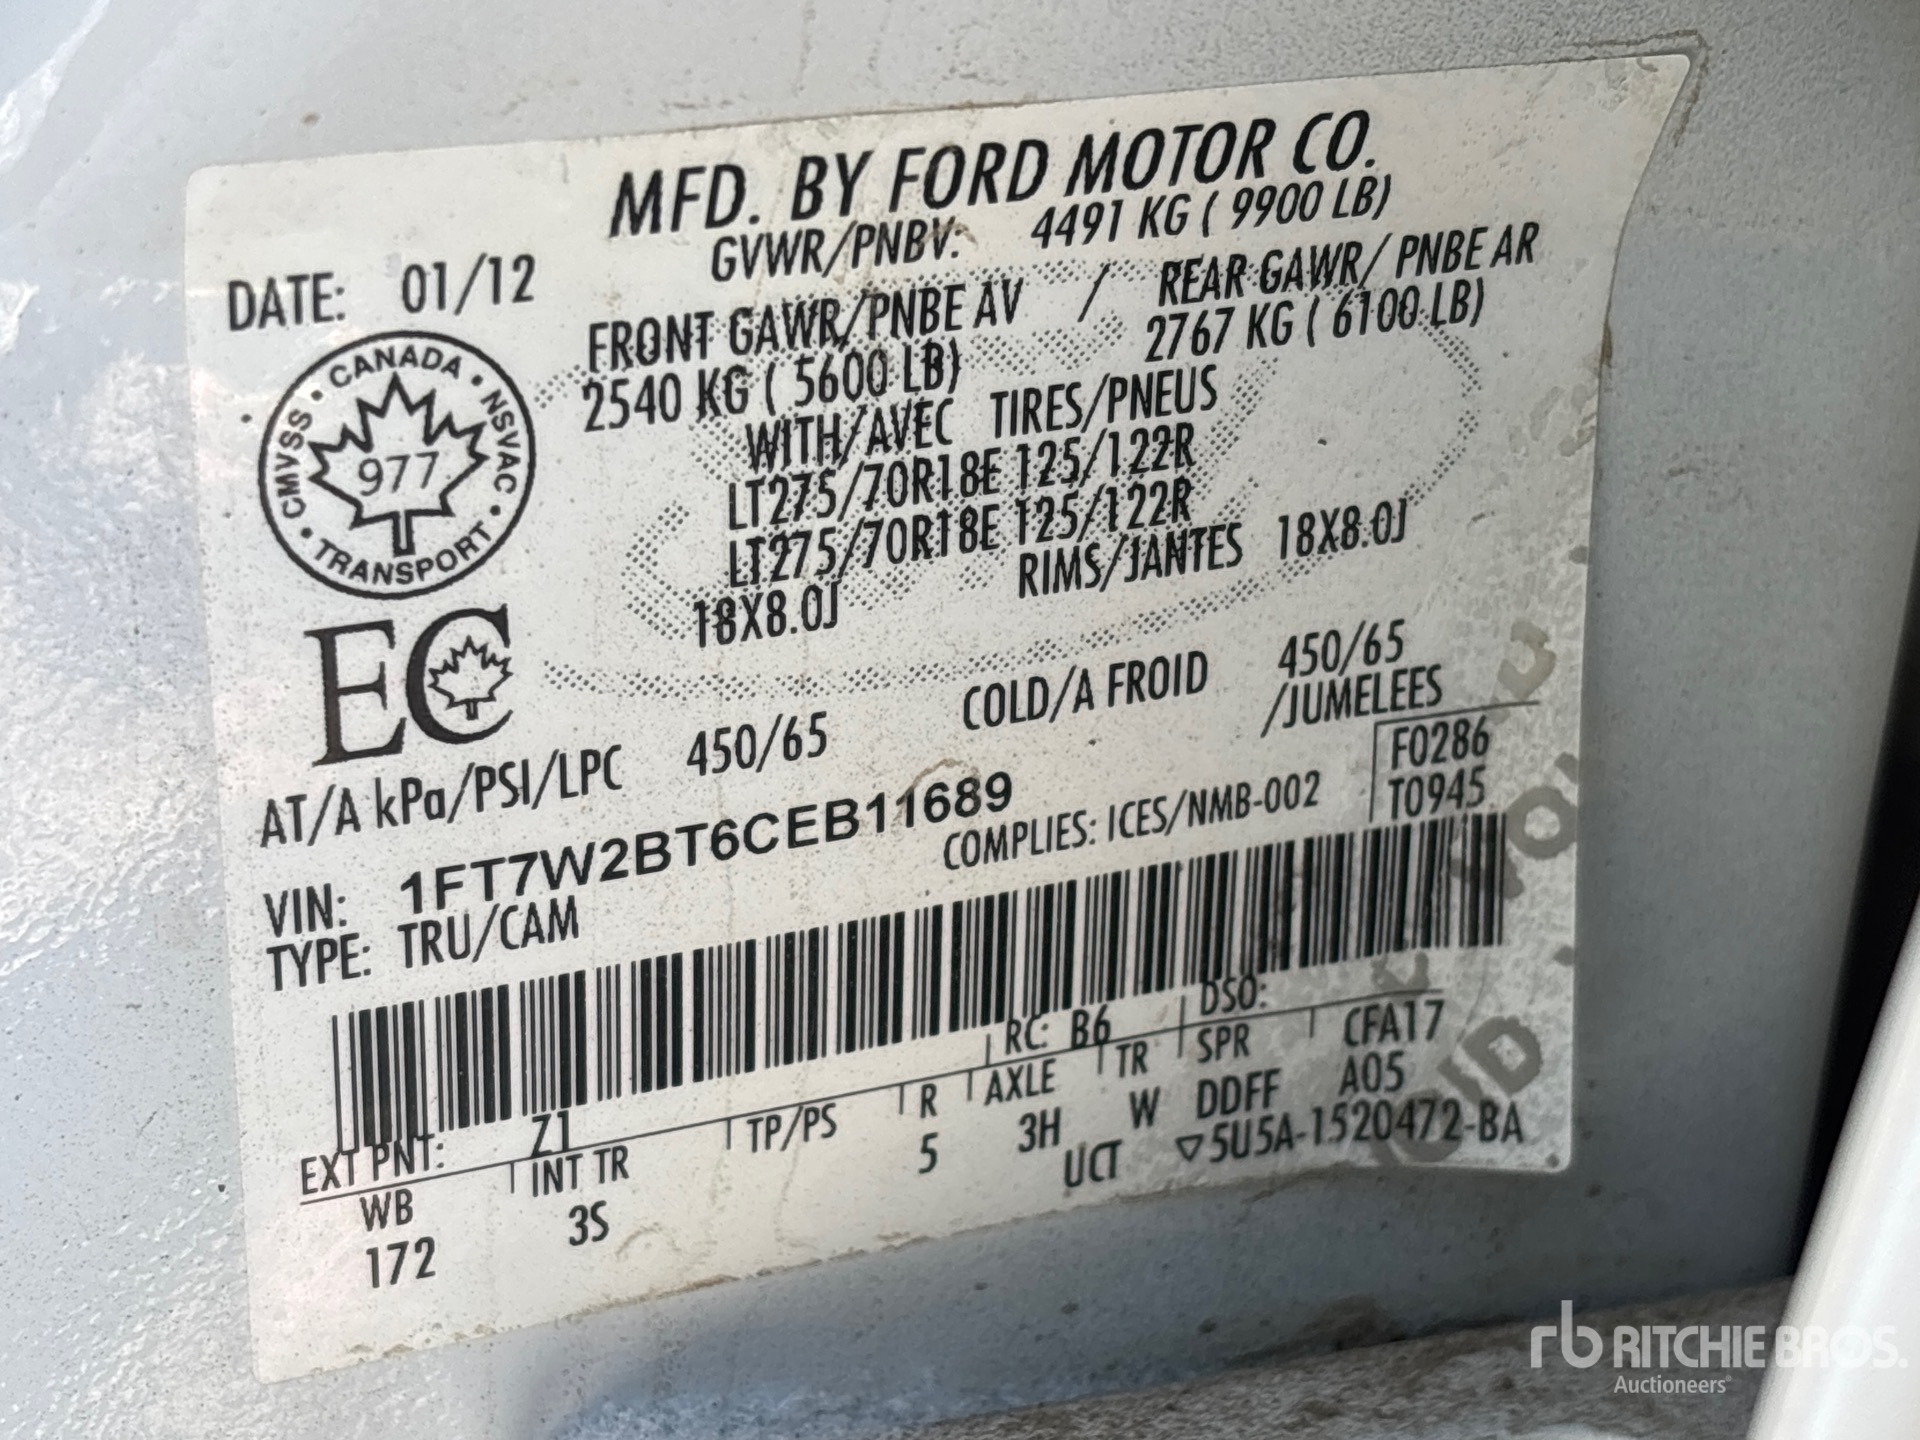 MFD. BY FORD MOTOR CO.
DATE: 01/12
GVWR/PNBV: 4491 KG ( 9900 LB)
FRONT GAWR/PNBE AV / REAR GAWR/ PNBE AR
2540 KG ( 5600 LB) 2767 KG ( 6100 LB)
WITH/AVEC TIRES/PNEUS
LT275/70R18E 125/122R
LT275/70R18E 125/122R
18X8.0J RIMS/JANTES 18X8.0J
CANADA
CMVSS
NSVAC
977
TRANSPORT
EC
AT/A kPa/PSI/LPC 450/65 COLD/A FROID 450/65
/JUMELEES
VIN: 1FT7W2BT6CEB11689
COMPLIES: ICES/NMB-002
F0286
T0945
TYPE: TRU/CAM
EXT PNT: Z1 RC: B6 DSO:
WB INT TR TP/PS R AXLE TR SPR CFA17
172 3S 5 3H W DDFF A05
UCT 5U5A-1520472-BA
VOID
rb RITCHIE BROS.
Auctioneers